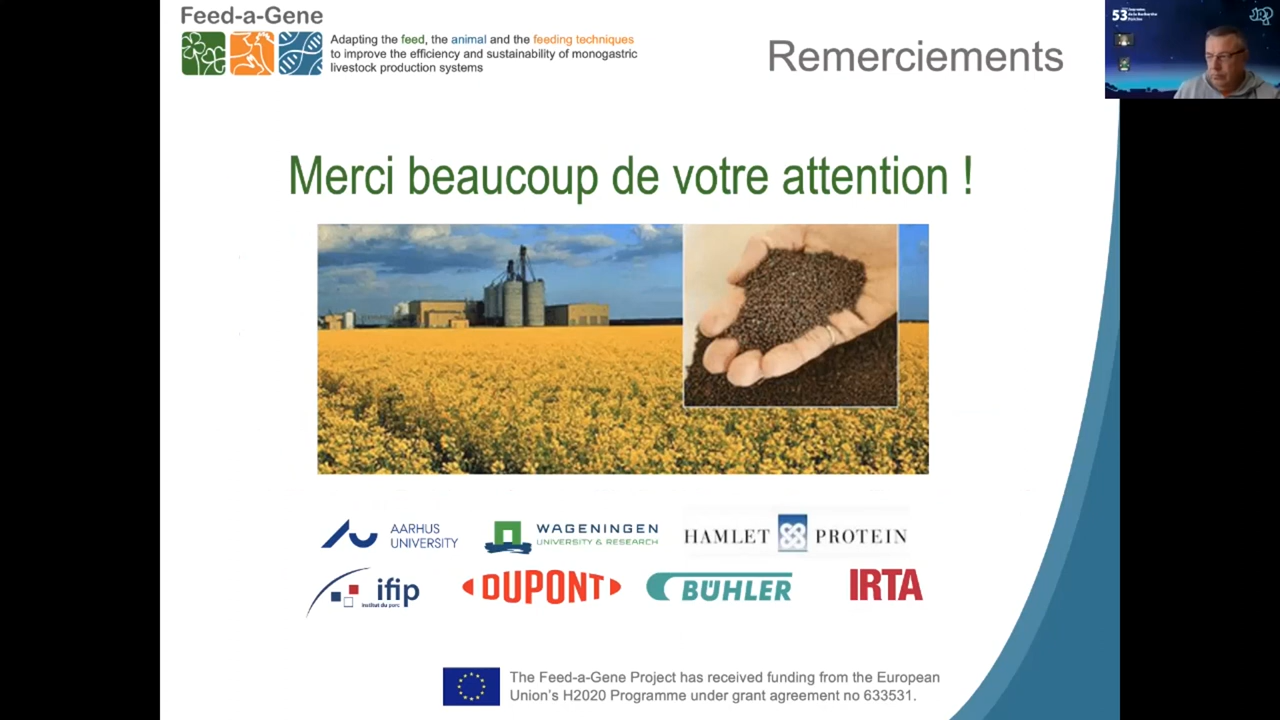 Feed-a-Gene
Adapting the feed, the animal and the feeding techniques
to improve the efficiency and sustainability of monogastric
livestock production systems
Remerciements
53
Merci beaucoup de votre attention !
AARHUS
UNIVERSITY
WAGENINGEN
UNIVERSITY & RESEARCH
HAMLET PROTEIN
ifip
institut du porc
DUPONT
BÜHLER
IRTA
The Feed-a-Gene Project has received funding from the European
Union's H2020 Programme under grant agreement no 633531.